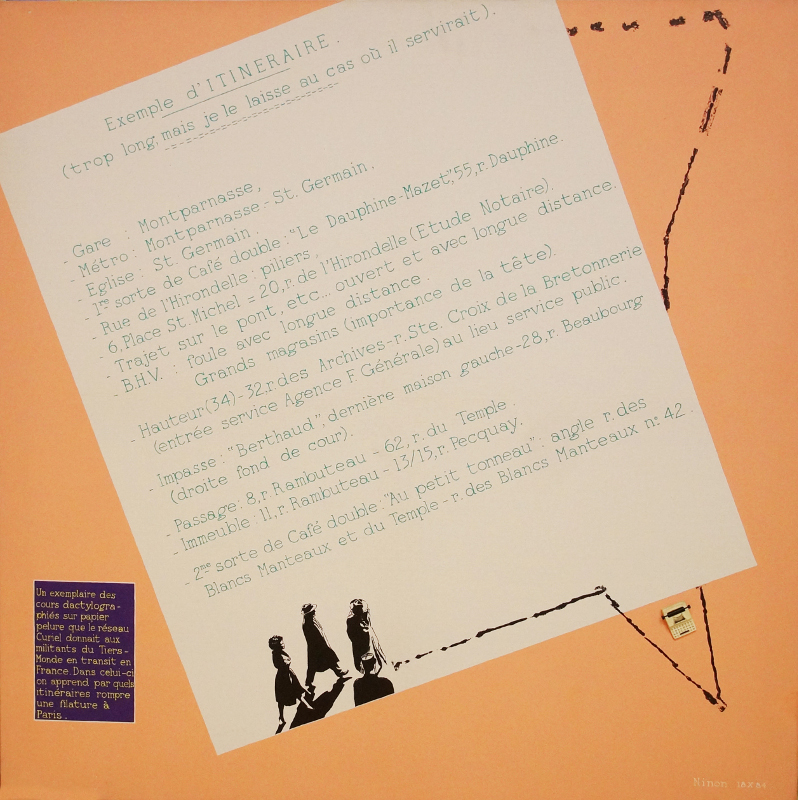 Exemple d'ITINERAIRE.
(trop long, mais je le laisse au cas où il servirait).
- Gare : Montparnasse,
- Métro : Montparnasse - St. Germain.
- Eglise : St. Germain.
- 1re sorte de Café double : "Le Dauphine-Mazet", 55, r. Dauphine.
- Rue de l'Hirondelle : piliers.
- 6, Place St. Michel = 20, r. de l'Hirondelle (Etude Notaire).
- Trajet sur le pont, etc... ouvert et avec longue distance.
- B.H.V. : foule avec longue distance.
Grands magasins (importance de la tête).
- Hauteur (34) - 32, r. des Archives - r. Ste. Croix de la Bretonnerie
(entrée service Agence F. Générale) au lieu service public.
- Impasse : "Berthaud", dernière maison gauche - 28, r. Beaubourg
(droite fond de cour).
- Passage : 8, r. Rambuteau - 62, r. du Temple.
- Immeuble : 11, r. Rambuteau - 13/15, r. Pecquay.
- 2me sorte de Café double : "Au petit tonneau" : angle r. des
- Blancs Manteaux et du Temple - r. des Blancs Manteaux n° 42.
Un exemplaire des
cours dactylogra-
phiés sur papier
pelure que le réseau
Curiel donnait aux
militants du Tiers-
Monde en transit en
France. Dans celui-ci
on apprend par quels
itinéraires rompre
une filature à
Paris.
Ninon